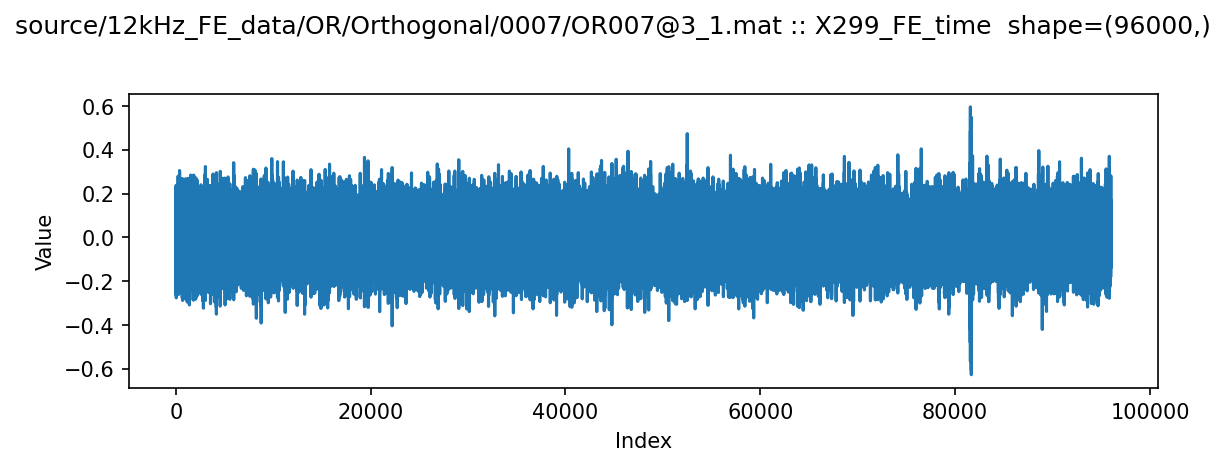 source/12kHz_FE_data/OR/Orthogonal/0007/OR007@3_1.mat :: X299_FE_time  shape=(96000,)
0.6
0.4
0.2
0.0
−0.2
−0.4
−0.6
Value
0 20000 40000 60000 80000 100000
Index